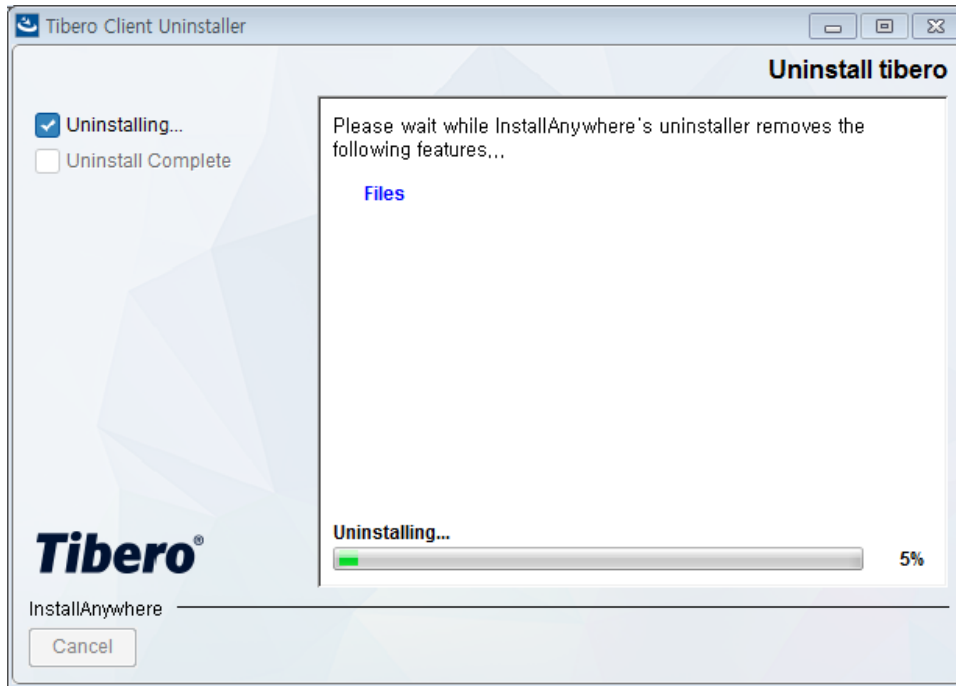 Tibero Client Uninstaller
Uninstall tibero
Uninstalling...
Uninstall Complete
Please wait while InstallAnywhere's uninstaller removes the
following features...
Files
Tibero®
Uninstalling...
5%
InstallAnywhere
Cancel